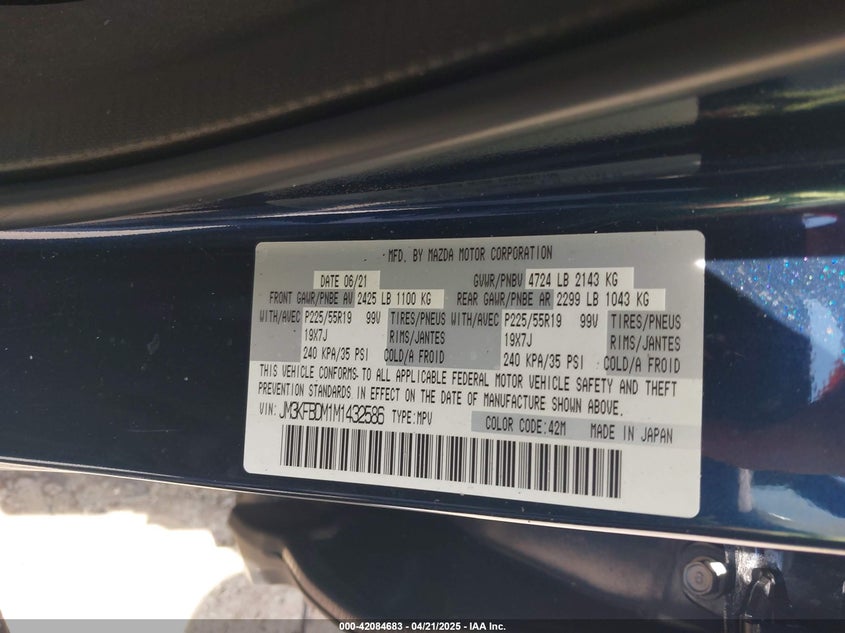 MFD. BY MAZDA MOTOR CORPORATION
DATE 06/21 GVWR/PNBV 4724 LB 2143 KG
FRONT GAWR/PNBE AV 2425 LB 1100 KG REAR GAWR/PNBE AR 2299 LB 1043 KG
WITH/AVEC P225/55R19 99V TIRES/PNEUS WITH/AVEC P225/55R19 99V TIRES/PNEUS
19X7J RIMS/JANTES 19X7J RIMS/JANTES
240 KPA/35 PSI COLD/A FROID 240 KPA/35 PSI COLD/A FROID
THIS VEHICLE CONFORMS TO ALL APPLICABLE FEDERAL MOTOR VEHICLE SAFETY AND THEFT
PREVENTION STANDARDS IN EFFECT ON THE DATE OF MANUFACTURE SHOWN ABOVE.
VIN: JM3KFBDM1M1432586 TYPE:MPV COLOR CODE:42M MADE IN JAPAN
000-42084683 - 04/21/2025 - IAA Inc.